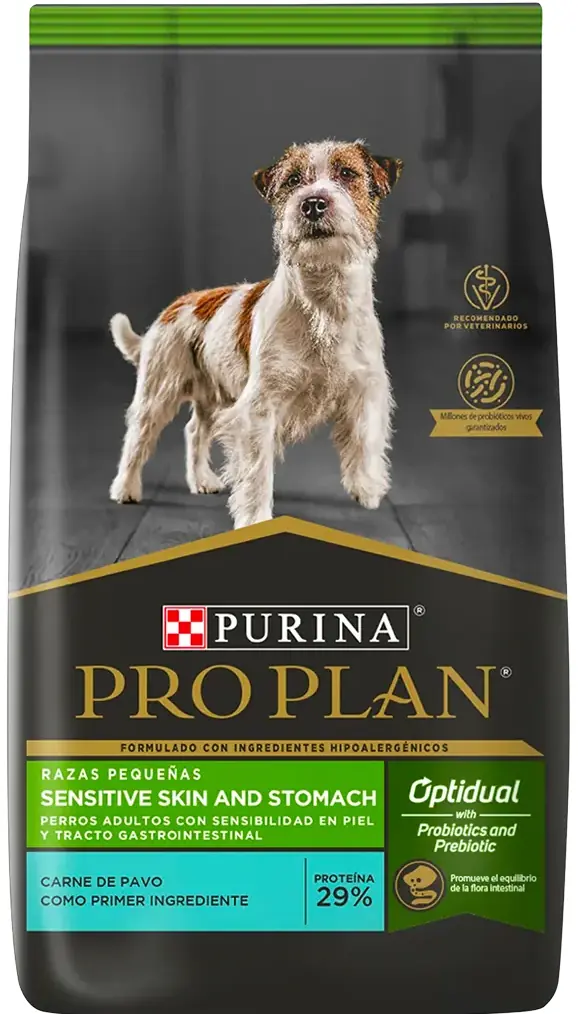 RECOMENDADO
POR VETERINARIOS
Millones de probióticos vivos
garantizados
PURINA®
PRO PLAN®
FORMULADO CON INGREDIENTES HIPOALERGÉNICOS
RAZAS PEQUEÑAS
SENSITIVE SKIN AND STOMACH
PERROS ADULTOS CON SENSIBILIDAD EN PIEL
Y TRACTO GASTROINTESTINAL
Optidual
with
Probiotics and
Prebiotic
Promueve el equilibrio
de la flora intestinal
CARNE DE PAVO
COMO PRIMER INGREDIENTE
PROTEÍNA
29%